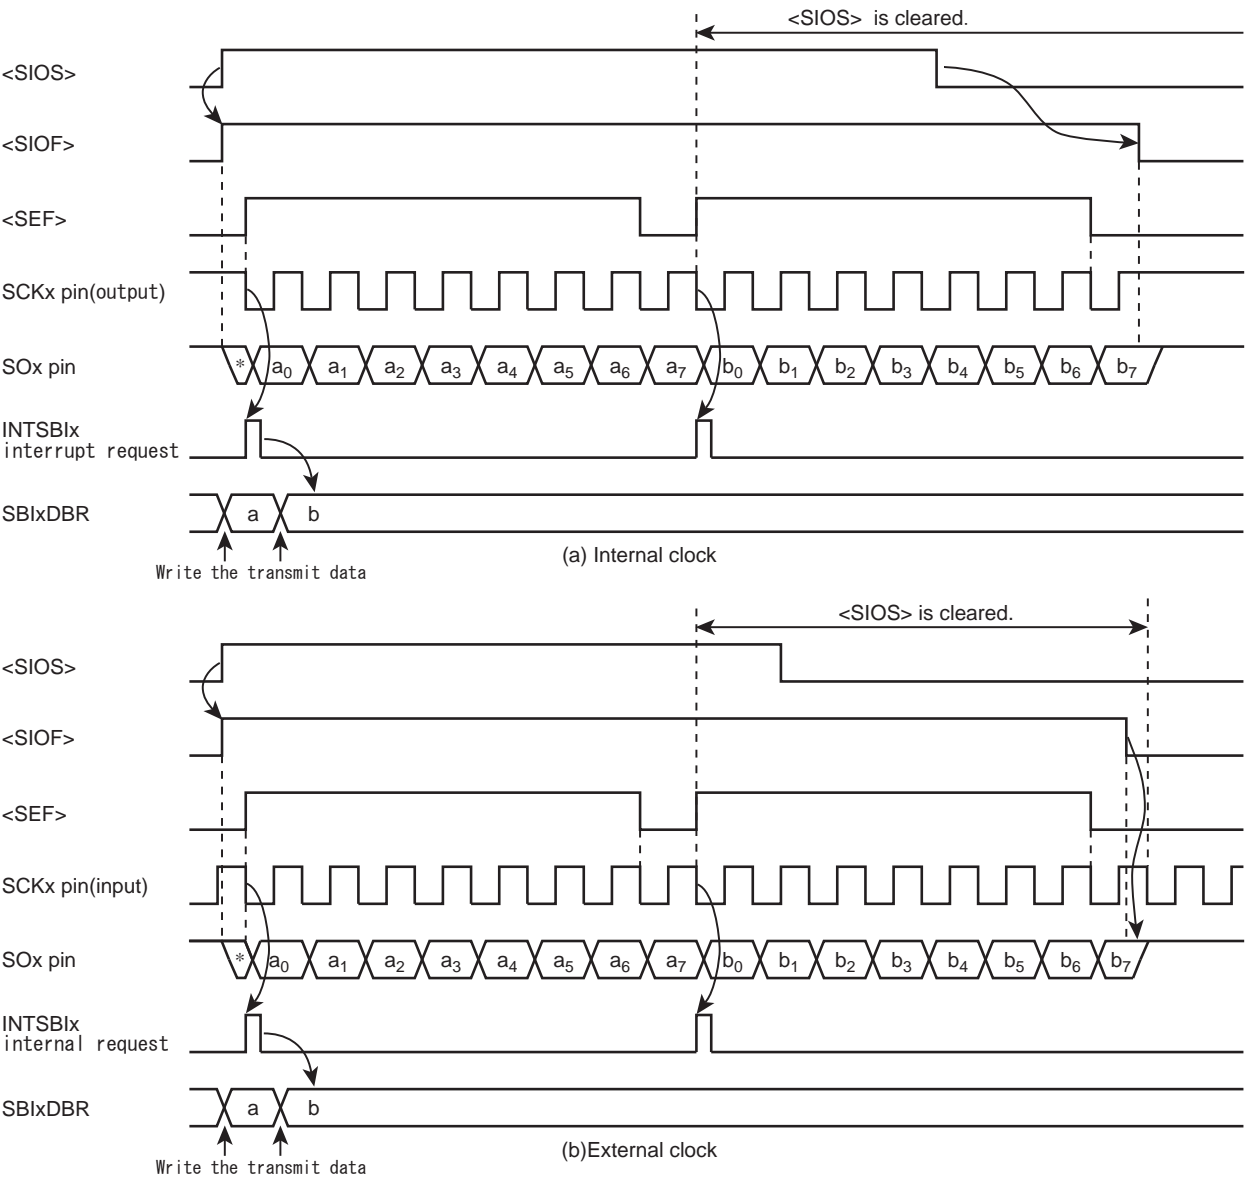 <SIOS> is cleared.
<SIOS>
<SIOF>
<SEF>
SCKx pin(output)
SOx pin * a0 a1 a2 a3 a4 a5 a6 a7 b0 b1 b2 b3 b4 b5 b6 b7
INTSBIx
interrupt request
SBIxDBR a b
(a) Internal clock
Write the transmit data
<SIOS> is cleared.
<SIOS>
<SIOF>
<SEF>
SCKx pin(input)
SOx pin * a0 a1 a2 a3 a4 a5 a6 a7 b0 b1 b2 b3 b4 b5 b6 b7
INTSBIx
internal request
SBIxDBR a b
(b)External clock
Write the transmit data